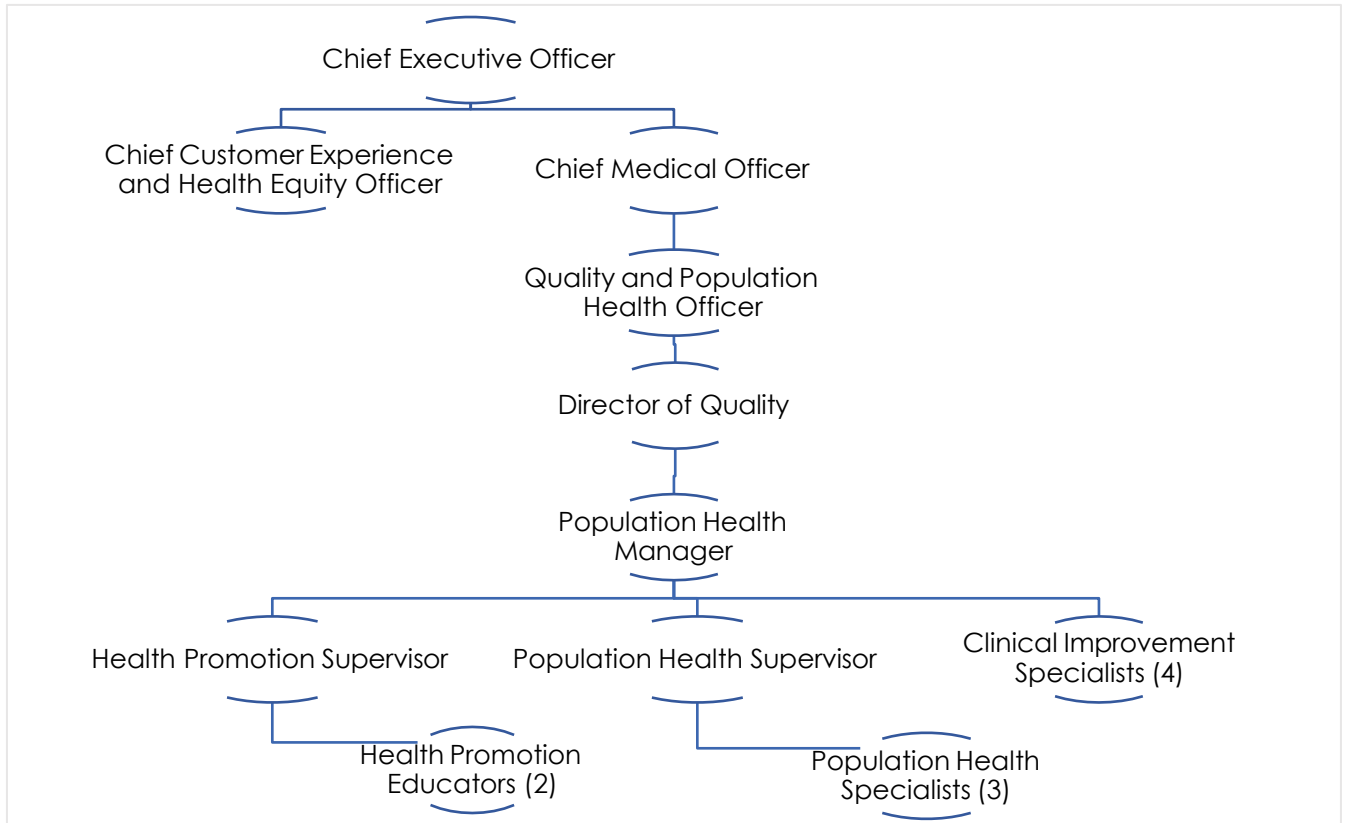 Chief Executive Officer
Chief Customer Experience
and Health Equity Officer
Chief Medical Officer
Quality and Population
Health Officer
Director of Quality
Population Health
Manager
Health Promotion Supervisor
Population Health Supervisor
Clinical Improvement
Specialists (4)
Health Promotion
Educators (2)
Population Health
Specialists (3)